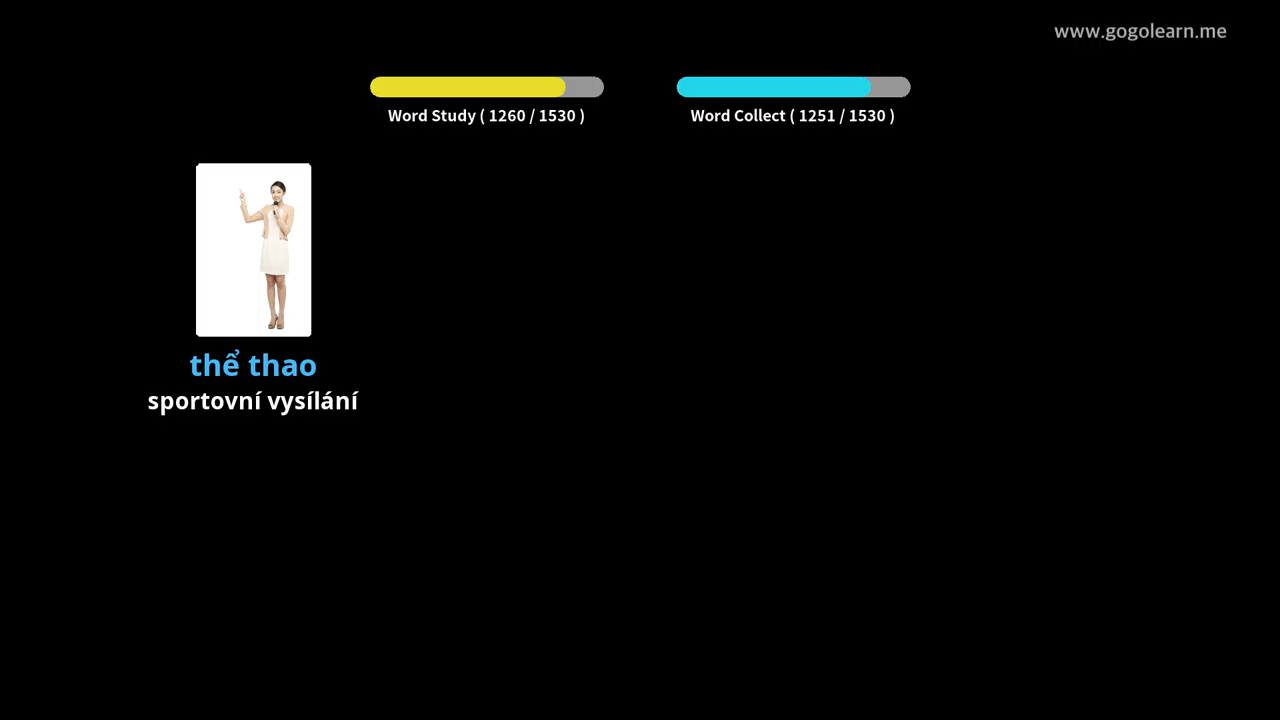 www.gogolearn.me
Word Study ( 1260 / 1530 )
Word Collect ( 1251 / 1530 )
thể thao
sportovní vysílání